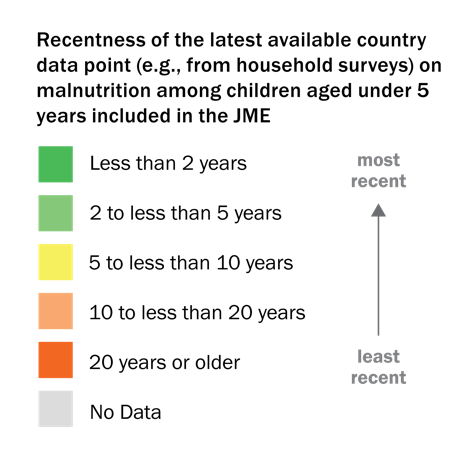 Recentness of the latest available country
data point (e.g., from household surveys) on
malnutrition among children aged under 5
years included in the JME
Less than 2 years
2 to less than 5 years
5 to less than 10 years
10 to less than 20 years
20 years or older
No Data
most
recent
least
recent